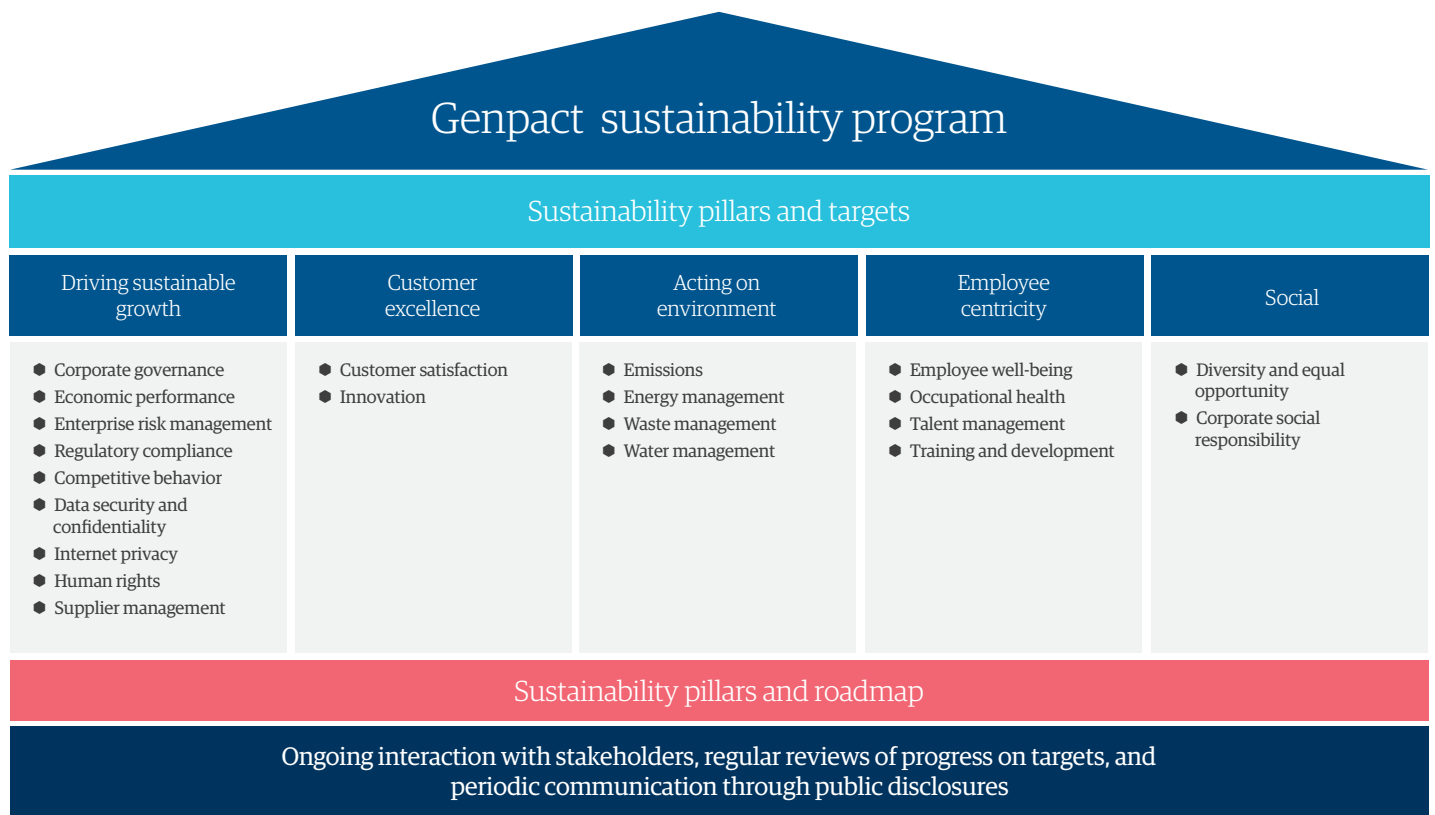 Genpact sustainability program
Sustainability pillars and targets
Driving sustainable
growth
Corporate governance
Economic performance
Enterprise risk management
Regulatory compliance
Competitive behavior
Data security and
confidentiality
Internet privacy
Human rights
Supplier management
Customer
excellence
Customer satisfaction
Innovation
Acting on
environment
Emissions
Energy management
Waste management
Water management
Employee
centricity
Employee well-being
Occupational health
Talent management
Training and development
Social
Diversity and equal
opportunity
Corporate social
responsibility
Sustainability pillars and roadmap
Ongoing interaction with stakeholders, regular reviews of progress on targets, and
periodic communication through public disclosures